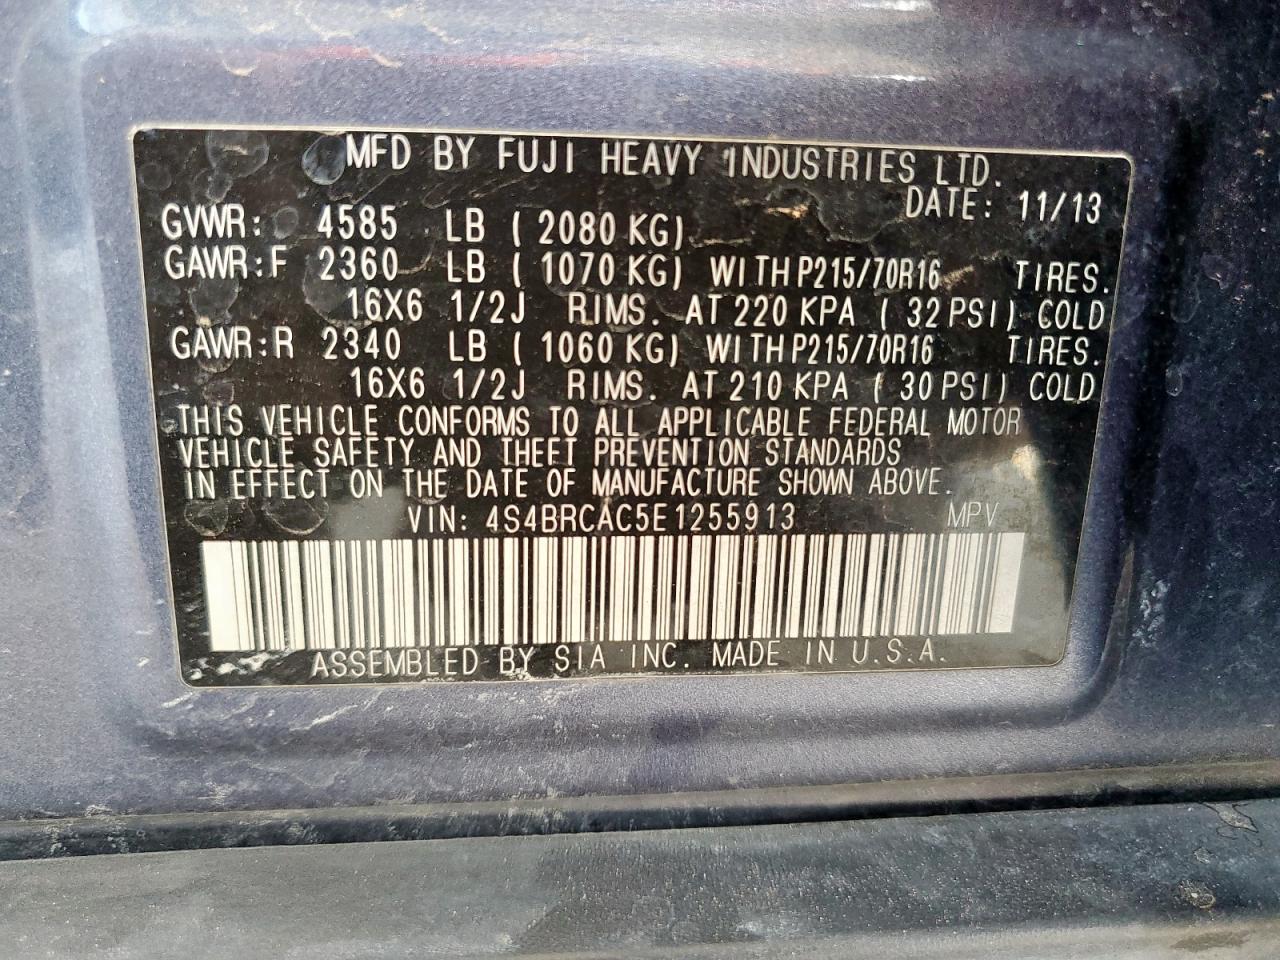 MFD BY FUJI HEAVY INDUSTRIES LTD.
DATE: 11/13
GVWR: 4585 LB ( 2080 KG)
GAWR:F 2360 LB ( 1070 KG) WITH P215/70R16 TIRES.
16X6 1/2J RIMS. AT 220 KPA ( 32 PSI) COLD
GAWR:R 2340 LB ( 1060 KG) WITH P215/70R16 TIRES.
16X6 1/2J RIMS. AT 210 KPA ( 30 PSI) COLD
THIS VEHICLE CONFORMS TO ALL APPLICABLE FEDERAL MOTOR
VEHICLE SAFETY AND THEFT PREVENTION STANDARDS
IN EFFECT ON THE DATE OF MANUFACTURE SHOWN ABOVE.
VIN: 4S4BRCAC5E1255913 MPV
ASSEMBLED BY SIA INC. MADE IN U.S.A.